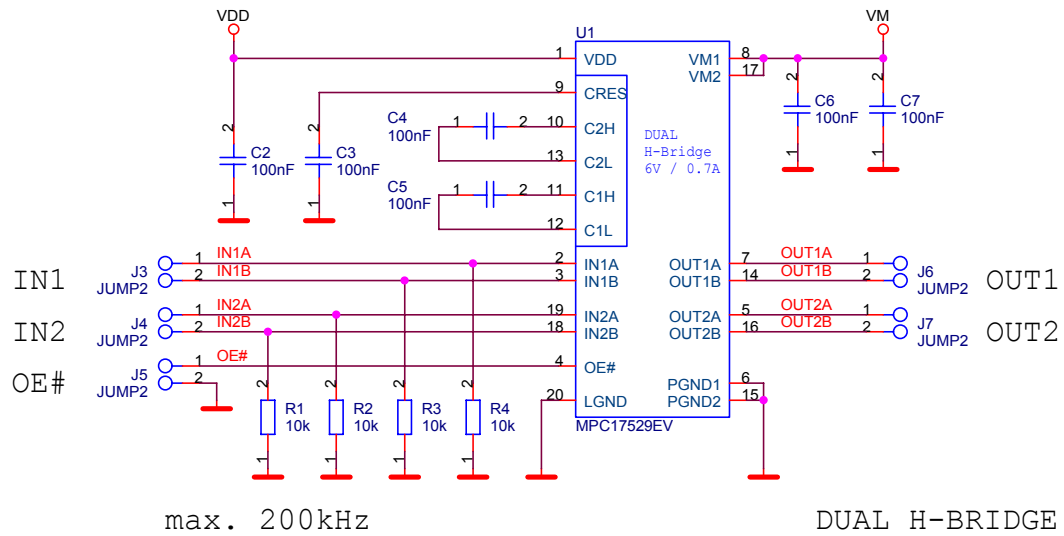 VDD
VM
U1
1 VDD VM1 8
VM2 17
9 CRES
C4 100nF 1 2 10 C2H
13 C2L
C5 100nF 1 2 11 C1H
12 C1L
DUAL
H-Bridge
6V / 0.7A
2 C2 100nF 1
2 C3 100nF 1
2 C6 100nF 1
2 C7 100nF 1
IN1 J3 JUMP2
1 IN1A 2 IN1A OUT1A 7 OUT1A 1
2 IN1B 3 IN1B OUT1B 14 OUT1B 2
J6 JUMP2 OUT1
IN2 J4 JUMP2
1 IN2A 19 IN2A OUT2A 5 OUT2A 1
2 IN2B 18 IN2B OUT2B 16 OUT2B 2
J7 JUMP2 OUT2
OE# J5 JUMP2
1 OE# 4 OE#
2
PGND1 6
20 LGND PGND2 15
MPC17529EV
2 R1 10k 1
2 R2 10k 1
2 R3 10k 1
2 R4 10k 1
max. 200kHz
DUAL H-BRIDGE